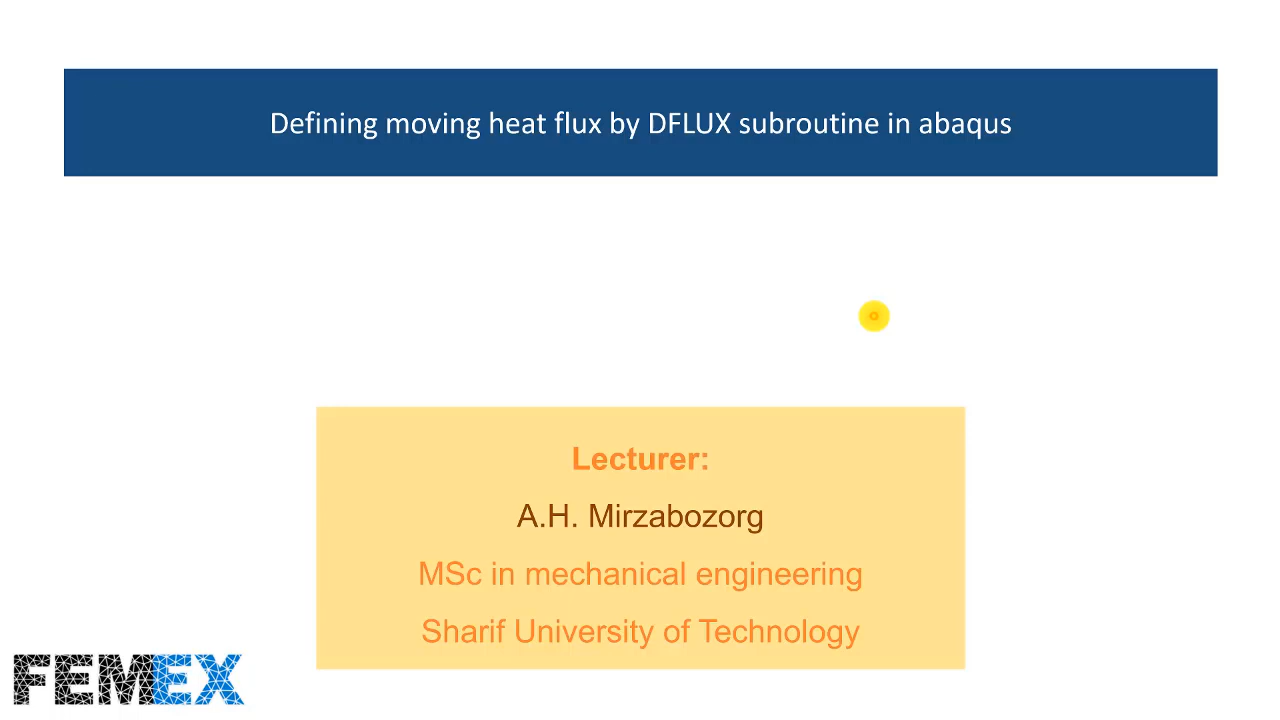 Defining moving heat flux by DFLUX subroutine in abaqus
Lecturer:
A.H. Mirzabozorg
MSc in mechanical engineering
Sharif University of Technology
FEMEX